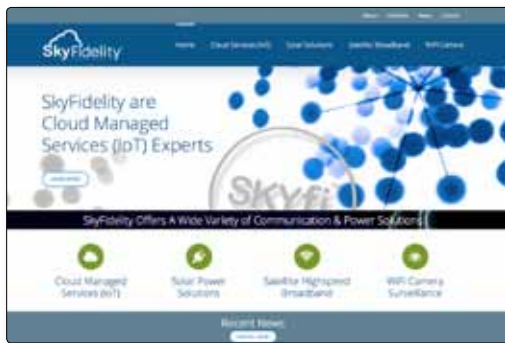 SkyFidelity
Home Cloud Services (IoT) Solar Solutions Satellite Broadband WiFi Camera
SkyFidelity are
Cloud Managed
Services (IoT) Experts
SKYfi
SkyFidelity Offers A Wide Variety of Communication & Power Solutions
Cloud Managed
Services (IoT)
Solar Power
Solutions
Satellite Highspeed
Broadband
WiFi Camera
Surveillance
Recent News